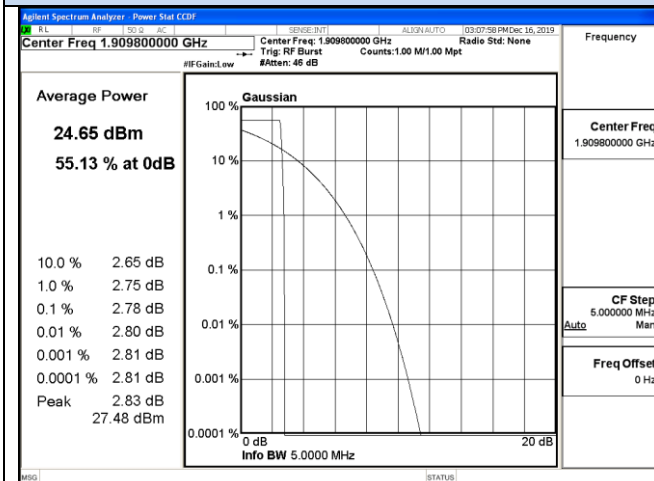 Agilent Spectrum Analyzer - Power Stat CCDF
RL RF 50 Ω AC SENSE:INT ALIGN AUTO 03:07:58 PM Dec 16, 2019
Center Freq 1.909800000 GHz
Center Freq: 1.909800000 GHz Radio Std: None
Trig: RF Burst Counts:1.00 M/1.00 Mpt
#IFGain:Low #Atten: 46 dB
Frequency
Average Power
24.65 dBm
55.13 % at 0dB
10.0 % 2.65 dB
1.0 % 2.75 dB
0.1 % 2.78 dB
0.01 % 2.80 dB
0.001 % 2.81 dB
0.0001 % 2.81 dB
Peak 2.83 dB
27.48 dBm
Gaussian
100 %
10 %
1 %
0.1 %
0.01 %
0.001 %
0.0001 %
0 dB 20 dB
Info BW 5.0000 MHz
Center Freq
1.909800000 GHz
CF Step
5.000000 MHz
Auto Man
Freq Offset
0 Hz
MSG STATUS